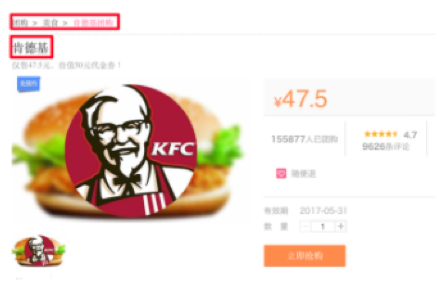 团购 > 美食 > 肯德基团购
肯德基
仅售47.5元，价值50元代金券！
免预约
KFC
¥47.5
155877人已团购
4.7
9626条评论
随便退
有效期 2017-05-31
数 量 - 1 +
立即抢购